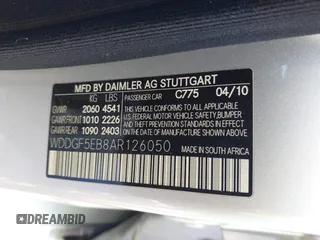 MFD BY DAIMLER AG STUTTGART
KG LBS PASSENGER CAR C775 04/10
GVWR 2060 4541 THIS VEHICLE CONFORMS TO ALL
GVWR FRONT 1010 2226 APPLICABLE U.S. FEDERAL MOTOR
GVWR REAR 1090 2403 VEHICLE SAFETY, BUMPER
AND THEFT PREVENTION STANDARDS IN
EFFECT ON THE DATE OF MANUFACTURE
SHOWN ABOVE.
WDDGF5EB8AR126050
MADE IN SOUTH AFRICA
DREAMBID